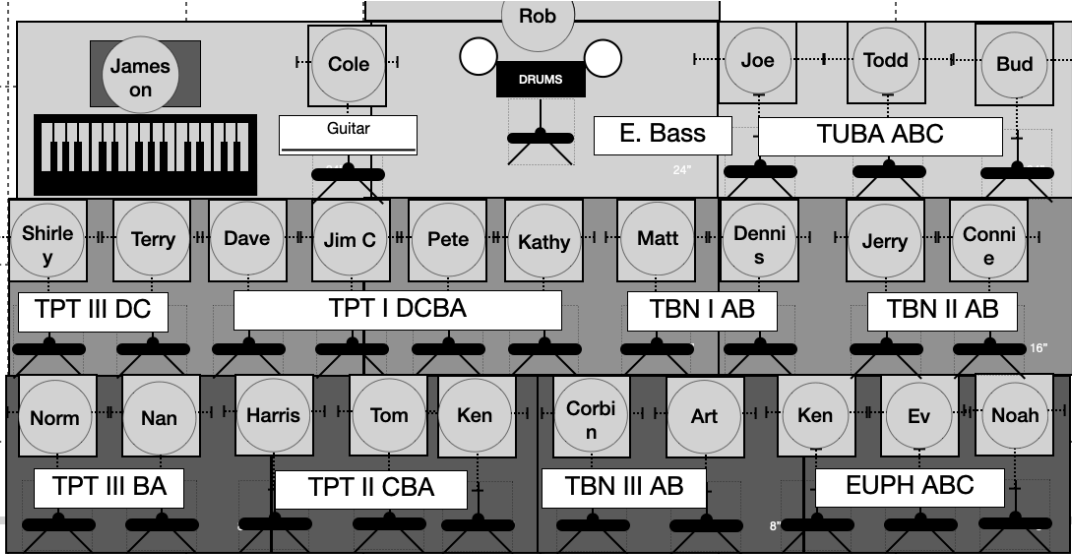 Rob
James
on
Cole
Joe
Todd
Bud
DRUMS
Guitar
E. Bass
TUBA ABC
24"
Shirle
y
Terry
Dave
Jim C
Pete
Kathy
Matt
Denni
s
Jerry
Conni
e
TPT III DC
TPT I DCBA
TBN I AB
TBN II AB
16"
Norm
Nan
Harris
Tom
Ken
Corbi
n
Art
Ken
Ev
Noah
TPT III BA
TPT II CBA
TBN III AB
EUPH ABC
8"